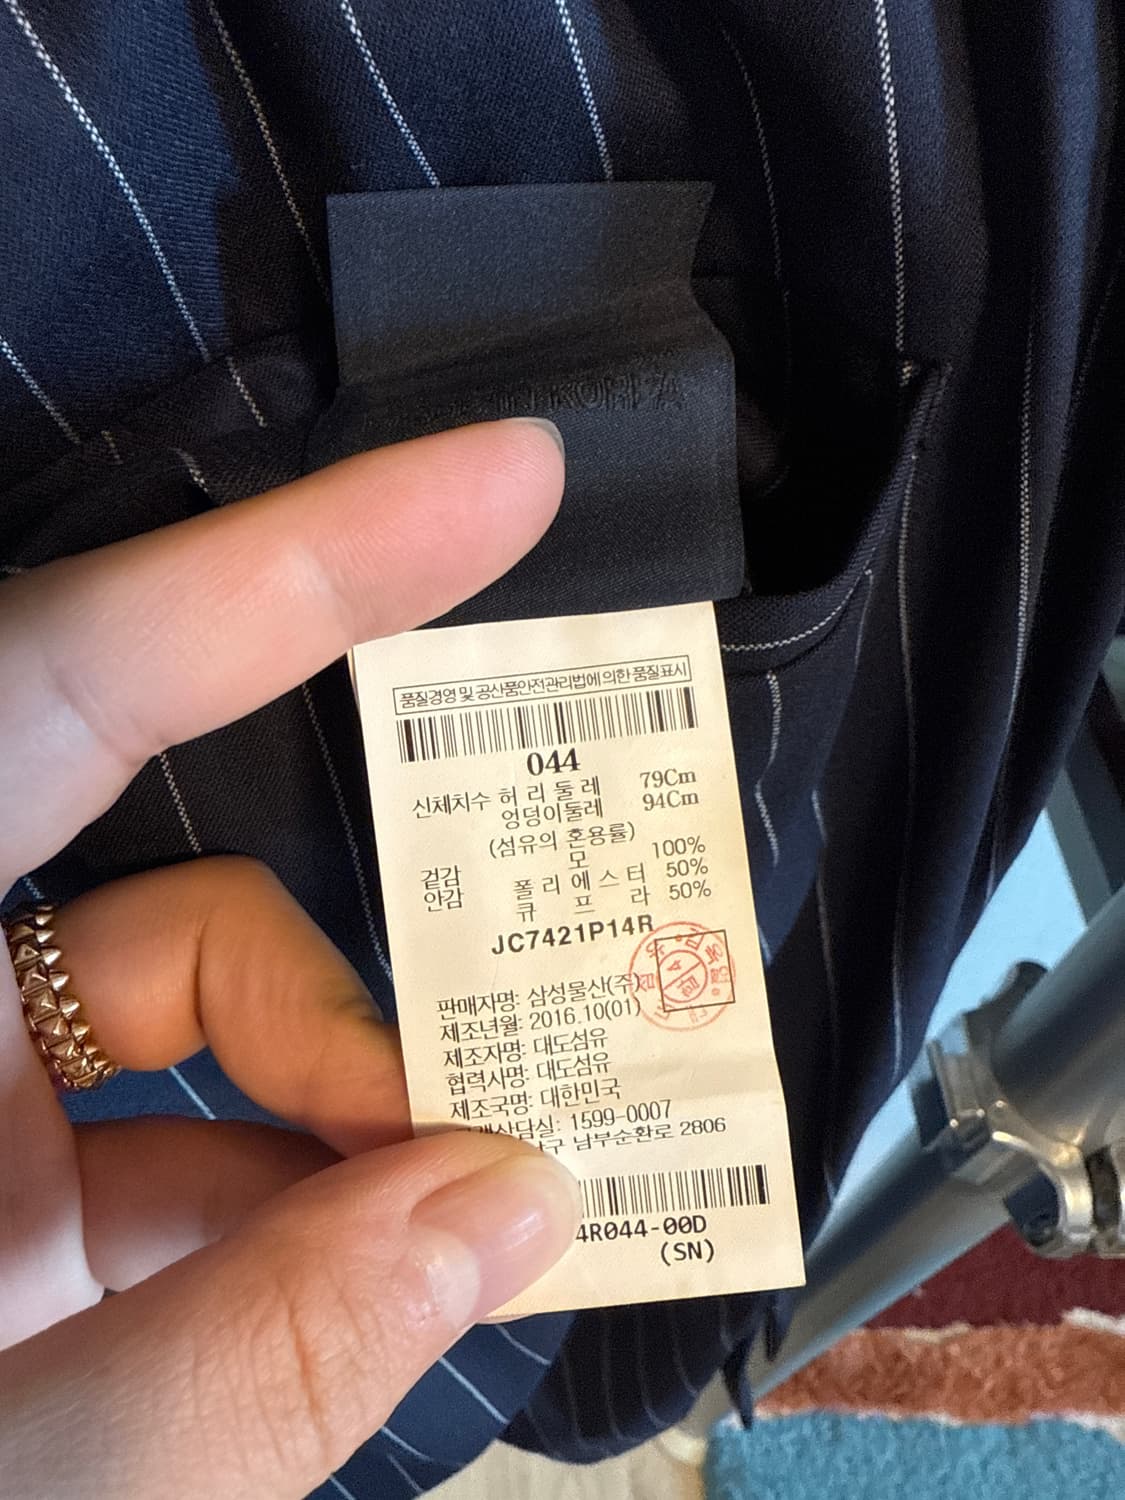 품질경영 및 공산품안전관리법에 의한 품질표시
044
신체치수 허리둘레 79Cm
엉덩이둘레 94Cm
(섬유의 혼용률)
겉감 모 100%
안감 폴리에스터 50%
큐프라 50%
JC7421P14R
판매자명: 삼성물산(주)
제조년월: 2016.10(01)
제조자명: 대도섬유
협력사명: 대도섬유
제조국명: 대한민국
1599-0007
남부순환로 2806
4R044-00D
(SN)